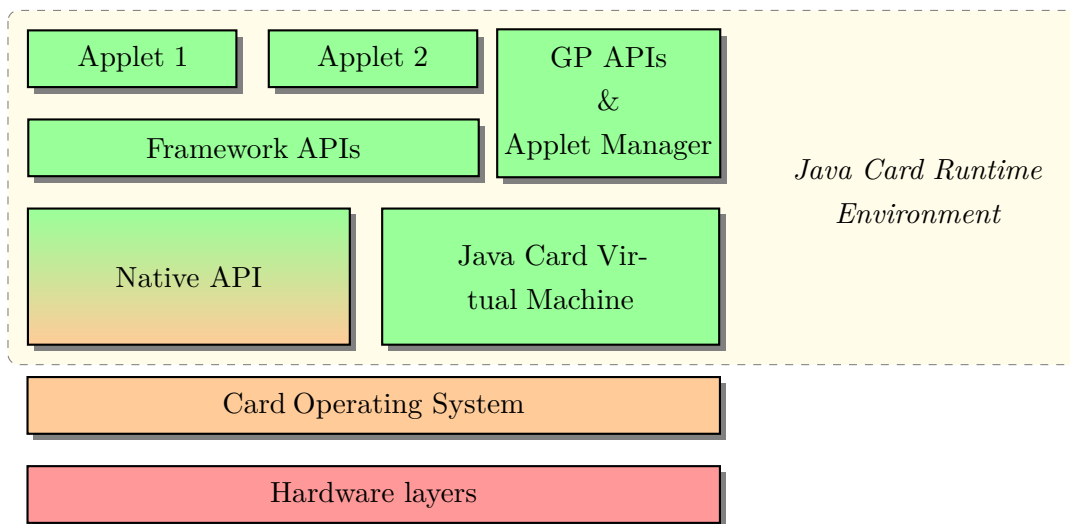 Applet 1
Applet 2
GP APIs
&
Applet Manager
Framework APIs
Java Card Runtime
Environment
Native API
Java Card Vir-
tual Machine
Card Operating System
Hardware layers